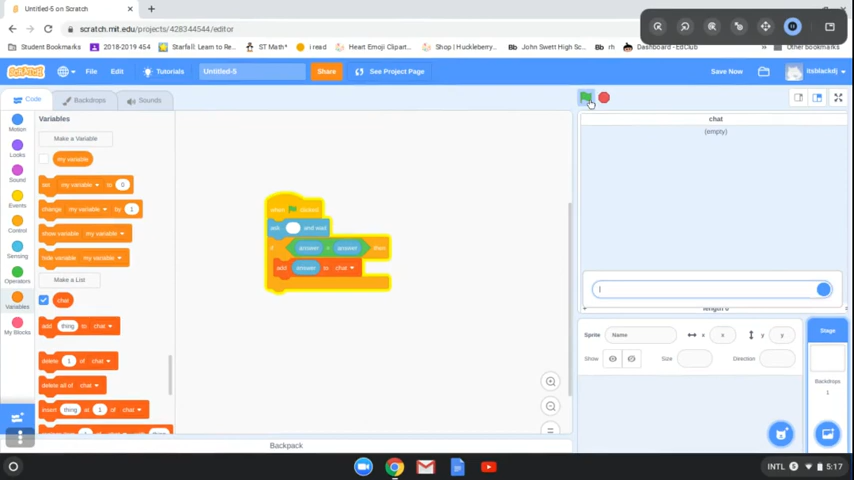 Untitled-5 on Scratch
scratch.mit.edu/projects/428344544/editor
Student Bookmarks
2018-2019 454
Starfall: Learn to Re...
ST Math®
i read
Heart Emoji Clipart...
Shop | Huckleberry...
Bb John Swett High Sc...
Bb rh
Dashboard - EdClub
Other bookmarks
SCRATCH
File
Edit
Tutorials
Untitled-5
Share
See Project Page
Save Now
itsblackdj
Code
Backdrops
Sounds
Motion
Looks
Sound
Events
Control
Sensing
Operators
Variables
My Blocks
Variables
Make a Variable
my variable
set my variable to 0
change my variable by 1
show variable my variable
hide variable my variable
Make a List
chat
add thing to chat
delete 1 of chat
delete all of chat
insert thing at 1 of chat
when clicked
ask and wait
if answer = answer then
add answer to chat
chat
(empty)
length 0
Sprite
Name
x
x
y
y
Show
Size
Direction
Stage
Backdrops
1
Backpack
INTL
5:17